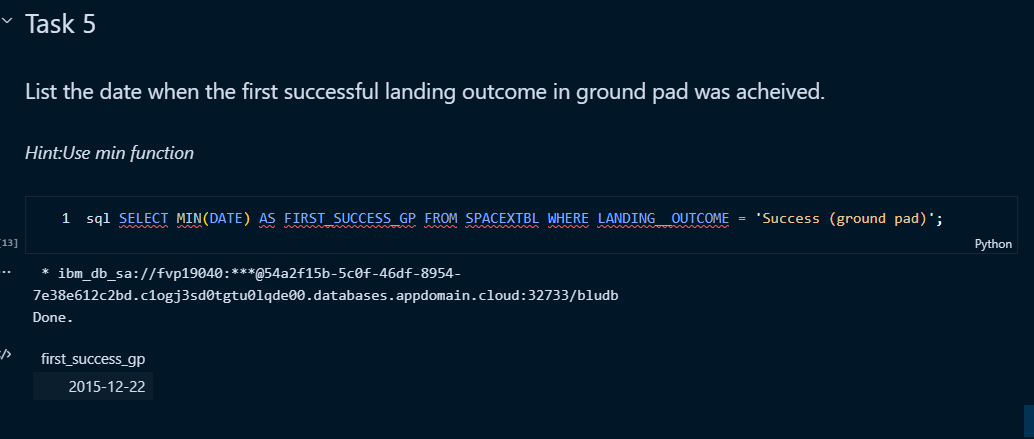 Task 5
List the date when the first successful landing outcome in ground pad was acheived.
Hint:Use min function
1 sql SELECT MIN(DATE) AS FIRST_SUCCESS_GP FROM SPACEXTBL WHERE LANDING__OUTCOME = 'Success (ground pad)';
[13]
Python
... * ibm_db_sa://fvp19040:***@54a2f15b-5c0f-46df-8954-
7e38e612c2bd.c1ogj3sd0tgtu0lqde00.databases.appdomain.cloud:32733/bludb
Done.
</> first_success_gp
2015-12-22